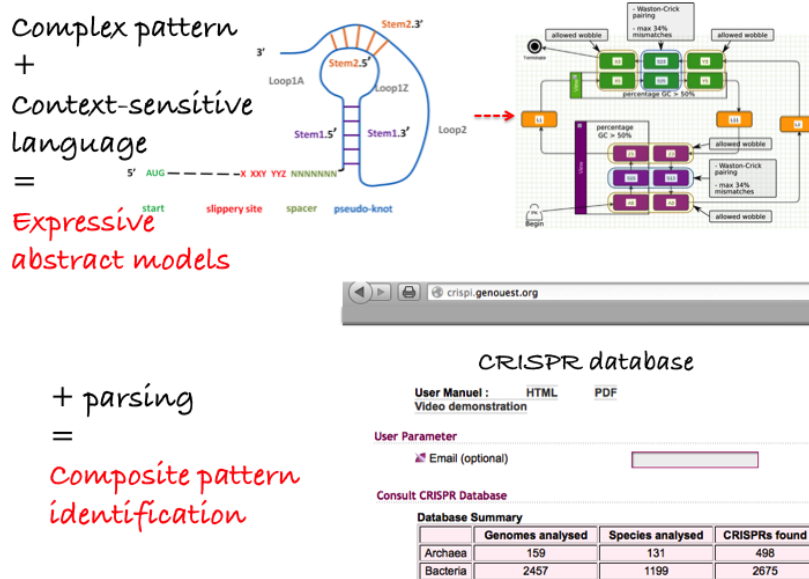 Complex pattern
+
Context-sensitive
language
=
Expressive
abstract models
3'
Stem2.3'
Stem2.5'
Loop1A
Loop1Z
Stem1.5'
Stem1.3'
Loop2
5' AUG X XXY YYZ NNNNNNN
start slippery site spacer pseudo-knot
- Waston-Crick
pairing
- max 34%
mismatches
allowed wobble
allowed wobble
Terminate
percentage GC > 50%
percentage
GC > 50%
allowed wobble
- Waston-Crick
pairing
- max 34%
mismatches
allowed wobble
View
Begin
crispi.genouest.org
CRISPR database
User Manuel : HTML PDF
Video demonstration
User Parameter
Email (optional)
Consult CRISPR Database
Database Summary
Genomes analysed Species analysed CRISPRs found
Archaea 159 131 498
Bacteria 2457 1199 2675
+ parsing
=
Composite pattern
identification